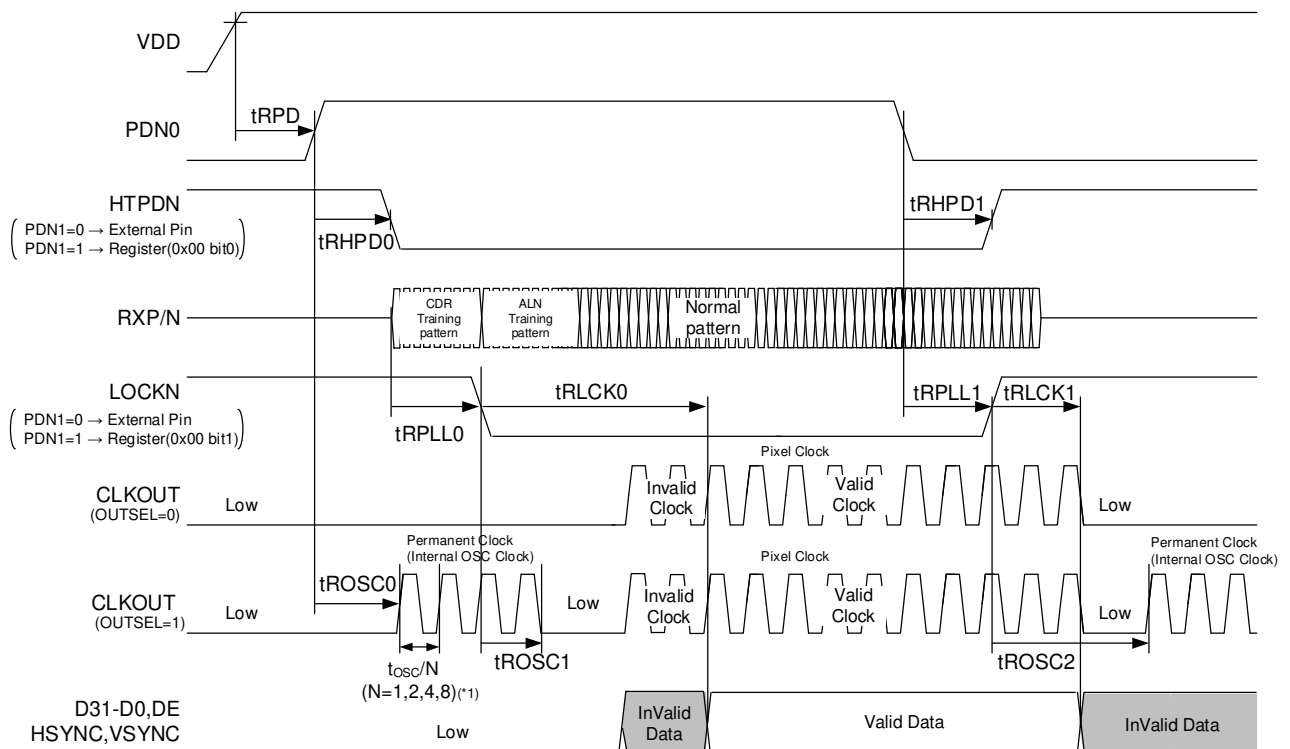 VDD
tRPD
PDN0
HTPDN
PDN1=0 → External Pin
PDN1=1 → Register(0x00 bit0)
tRHPD0
tRHPD1
RXP/N
CDR
Training
pattern
ALN
Training
pattern
Normal
pattern
LOCKN
PDN1=0 → External Pin
PDN1=1 → Register(0x00 bit1)
tRPLL0
tRLCK0
tRPLL1
tRLCK1
CLKOUT
(OUTSEL=0)
Low
Pixel Clock
Invalid
Clock
Valid
Clock
Low
CLKOUT
(OUTSEL=1)
Low
tROSC0
Permanent Clock
(Internal OSC Clock)
tOSC/N
(N=1,2,4,8)(*1)
tROSC1
Low
Pixel Clock
Invalid
Clock
Valid
Clock
Low
tROSC2
Permanent Clock
(Internal OSC Clock)
D31-D0,DE
HSYNC,VSYNC
Low
InValid
Data
Valid Data
InValid Data